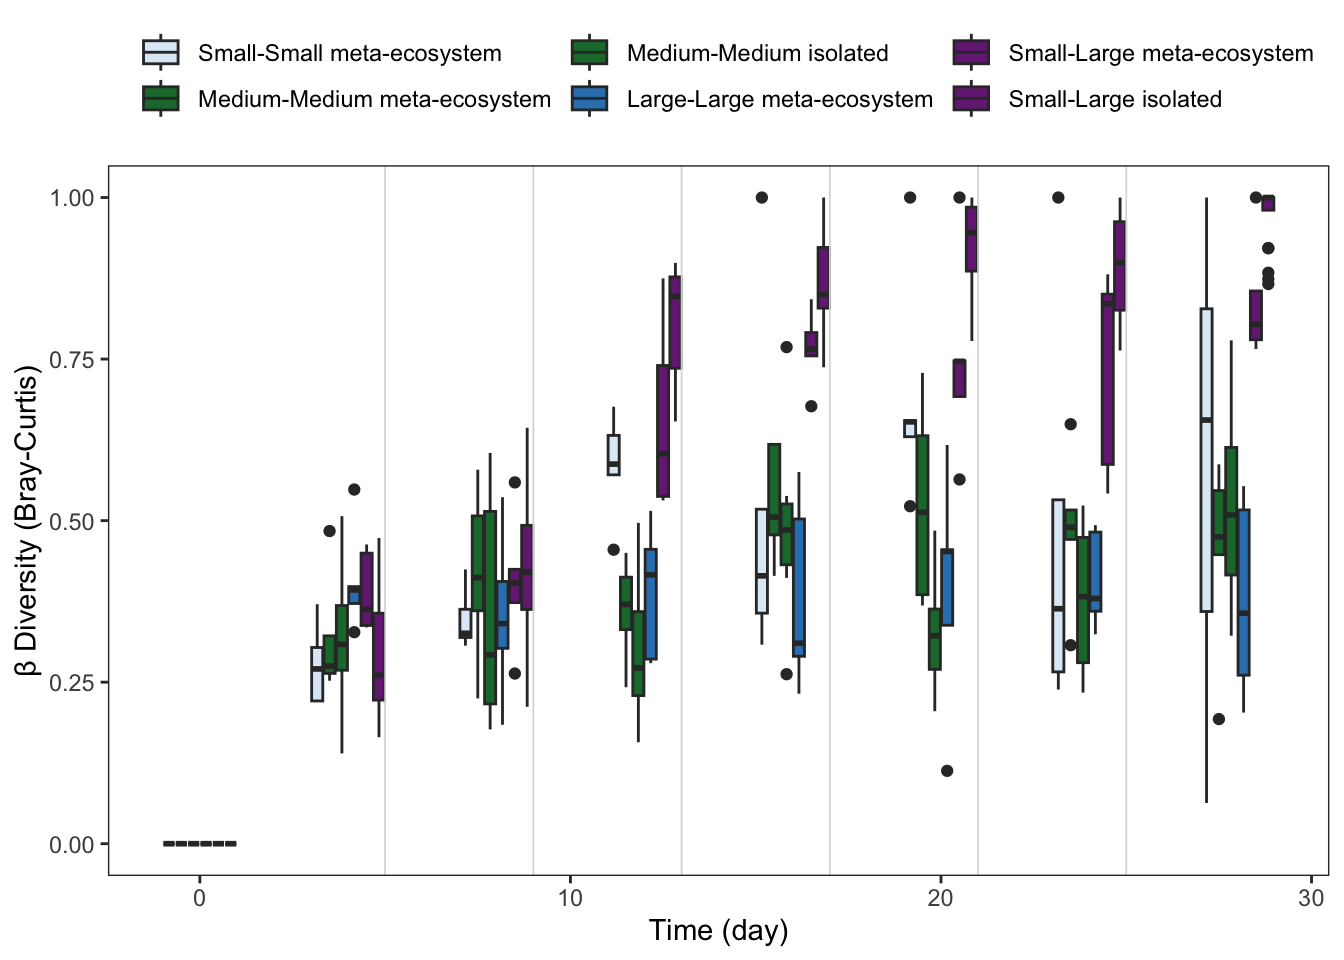 Small-Small meta-ecosystem
Medium-Medium isolated
Small-Large meta-ecosystem
Medium-Medium meta-ecosystem
Large-Large meta-ecosystem
Small-Large isolated
β Diversity (Bray-Curtis)
1.00
0.75
0.50
0.25
0.00
0
10
20
30
Time (day)